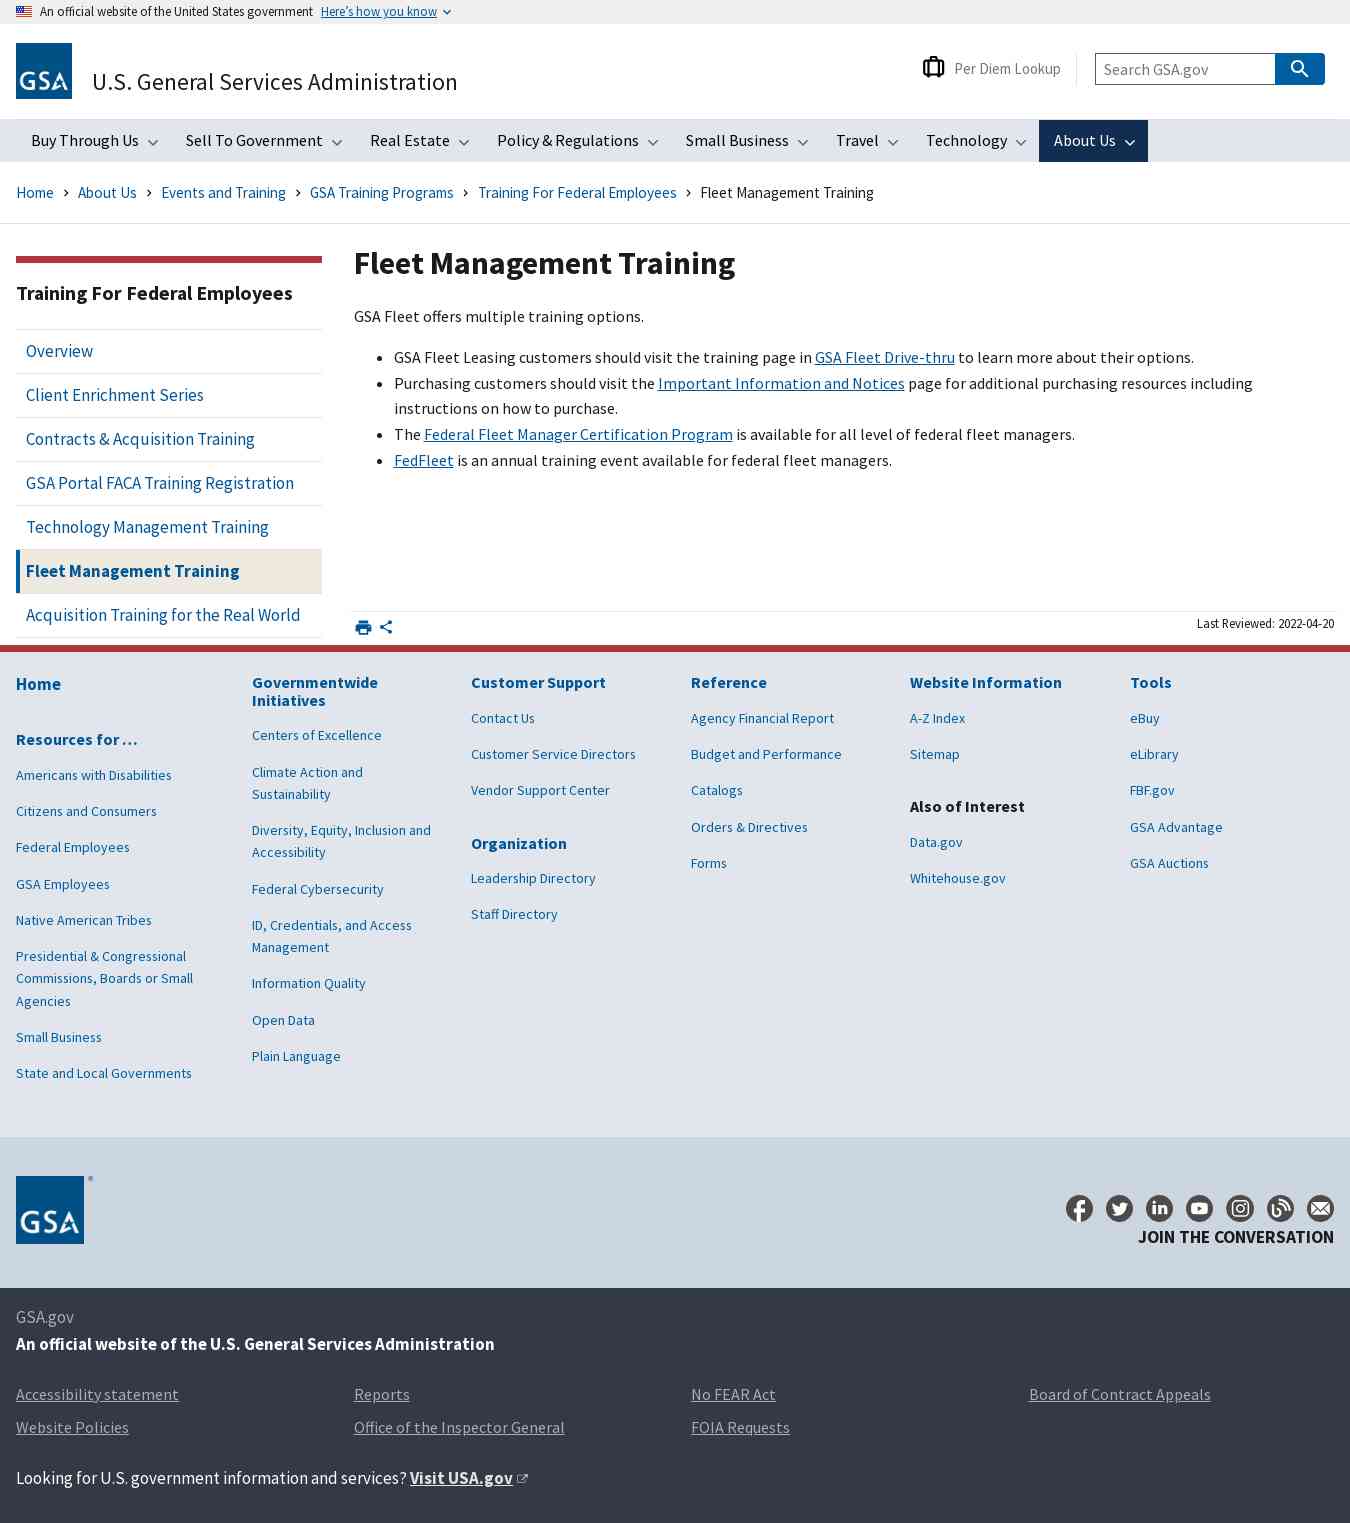 An official website of the United States government Here's how you know
GSA
U.S. General Services Administration
Per Diem Lookup
Search GSA.gov
Buy Through Us Sell To Government Real Estate Policy & Regulations Small Business Travel Technology About Us
Home About Us Events and Training GSA Training Programs Training For Federal Employees Fleet Management Training
Training For Federal Employees
Overview
Client Enrichment Series
Contracts & Acquisition Training
GSA Portal FACA Training Registration
Technology Management Training
Fleet Management Training
Acquisition Training for the Real World
Fleet Management Training
GSA Fleet offers multiple training options.
• GSA Fleet Leasing customers should visit the training page in GSA Fleet Drive-thru to learn more about their options.
• Purchasing customers should visit the Important Information and Notices page for additional purchasing resources including
instructions on how to purchase.
• The Federal Fleet Manager Certification Program is available for all level of federal fleet managers.
• FedFleet is an annual training event available for federal fleet managers.
Last Reviewed: 2022-04-20
Home
Resources for …
Americans with Disabilities
Citizens and Consumers
Federal Employees
GSA Employees
Native American Tribes
Presidential & Congressional
Commissions, Boards or Small
Agencies
Small Business
State and Local Governments
Governmentwide
Initiatives
Centers of Excellence
Climate Action and
Sustainability
Diversity, Equity, Inclusion and
Accessibility
Federal Cybersecurity
ID, Credentials, and Access
Management
Information Quality
Open Data
Plain Language
Customer Support
Contact Us
Customer Service Directors
Vendor Support Center
Organization
Leadership Directory
Staff Directory
Reference
Agency Financial Report
Budget and Performance
Catalogs
Orders & Directives
Forms
Website Information
A-Z Index
Sitemap
Also of Interest
Data.gov
Whitehouse.gov
Tools
eBuy
eLibrary
FBF.gov
GSA Advantage
GSA Auctions
GSA ®
JOIN THE CONVERSATION
GSA.gov
An official website of the U.S. General Services Administration
Accessibility statement Reports No FEAR Act Board of Contract Appeals
Website Policies Office of the Inspector General FOIA Requests
Looking for U.S. government information and services? Visit USA.gov